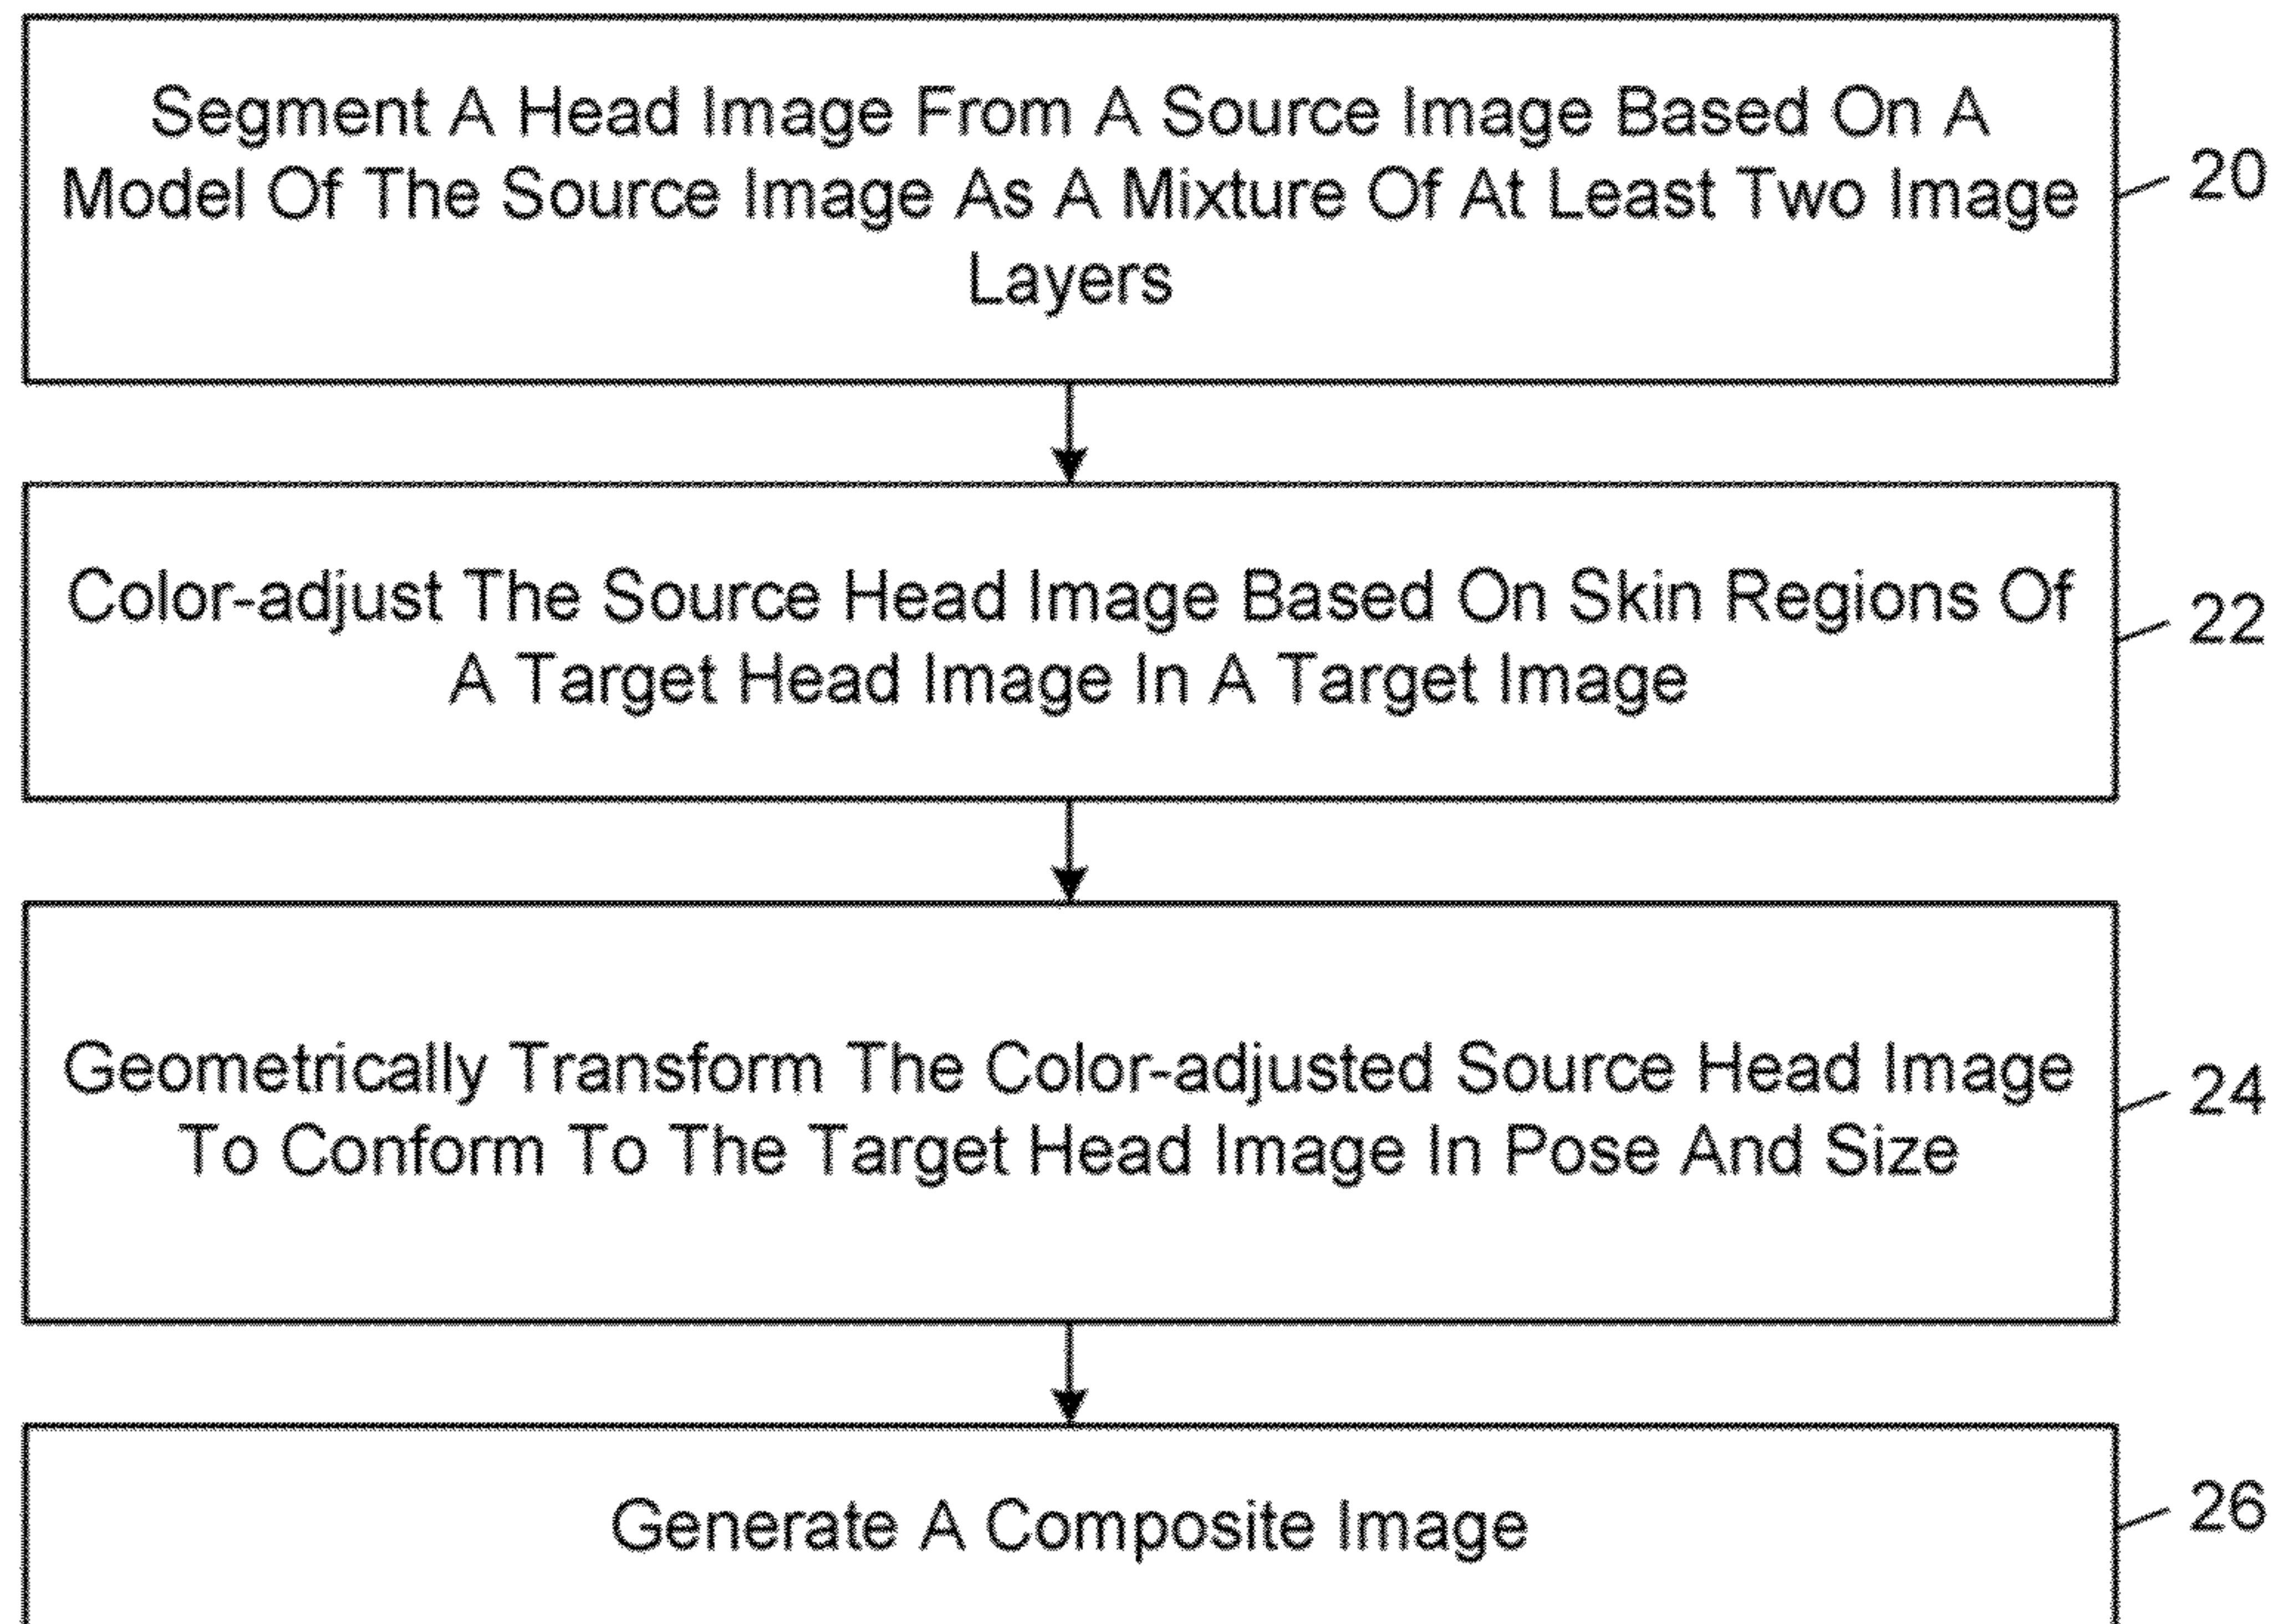 Segment A Head Image From A Source Image Based On A
Model Of The Source Image As A Mixture Of At Least Two Image
Layers
20
Color-adjust The Source Head Image Based On Skin Regions Of
A Target Head Image In A Target Image
22
Geometrically Transform The Color-adjusted Source Head Image
To Conform To The Target Head Image In Pose And Size
24
Generate A Composite Image
26